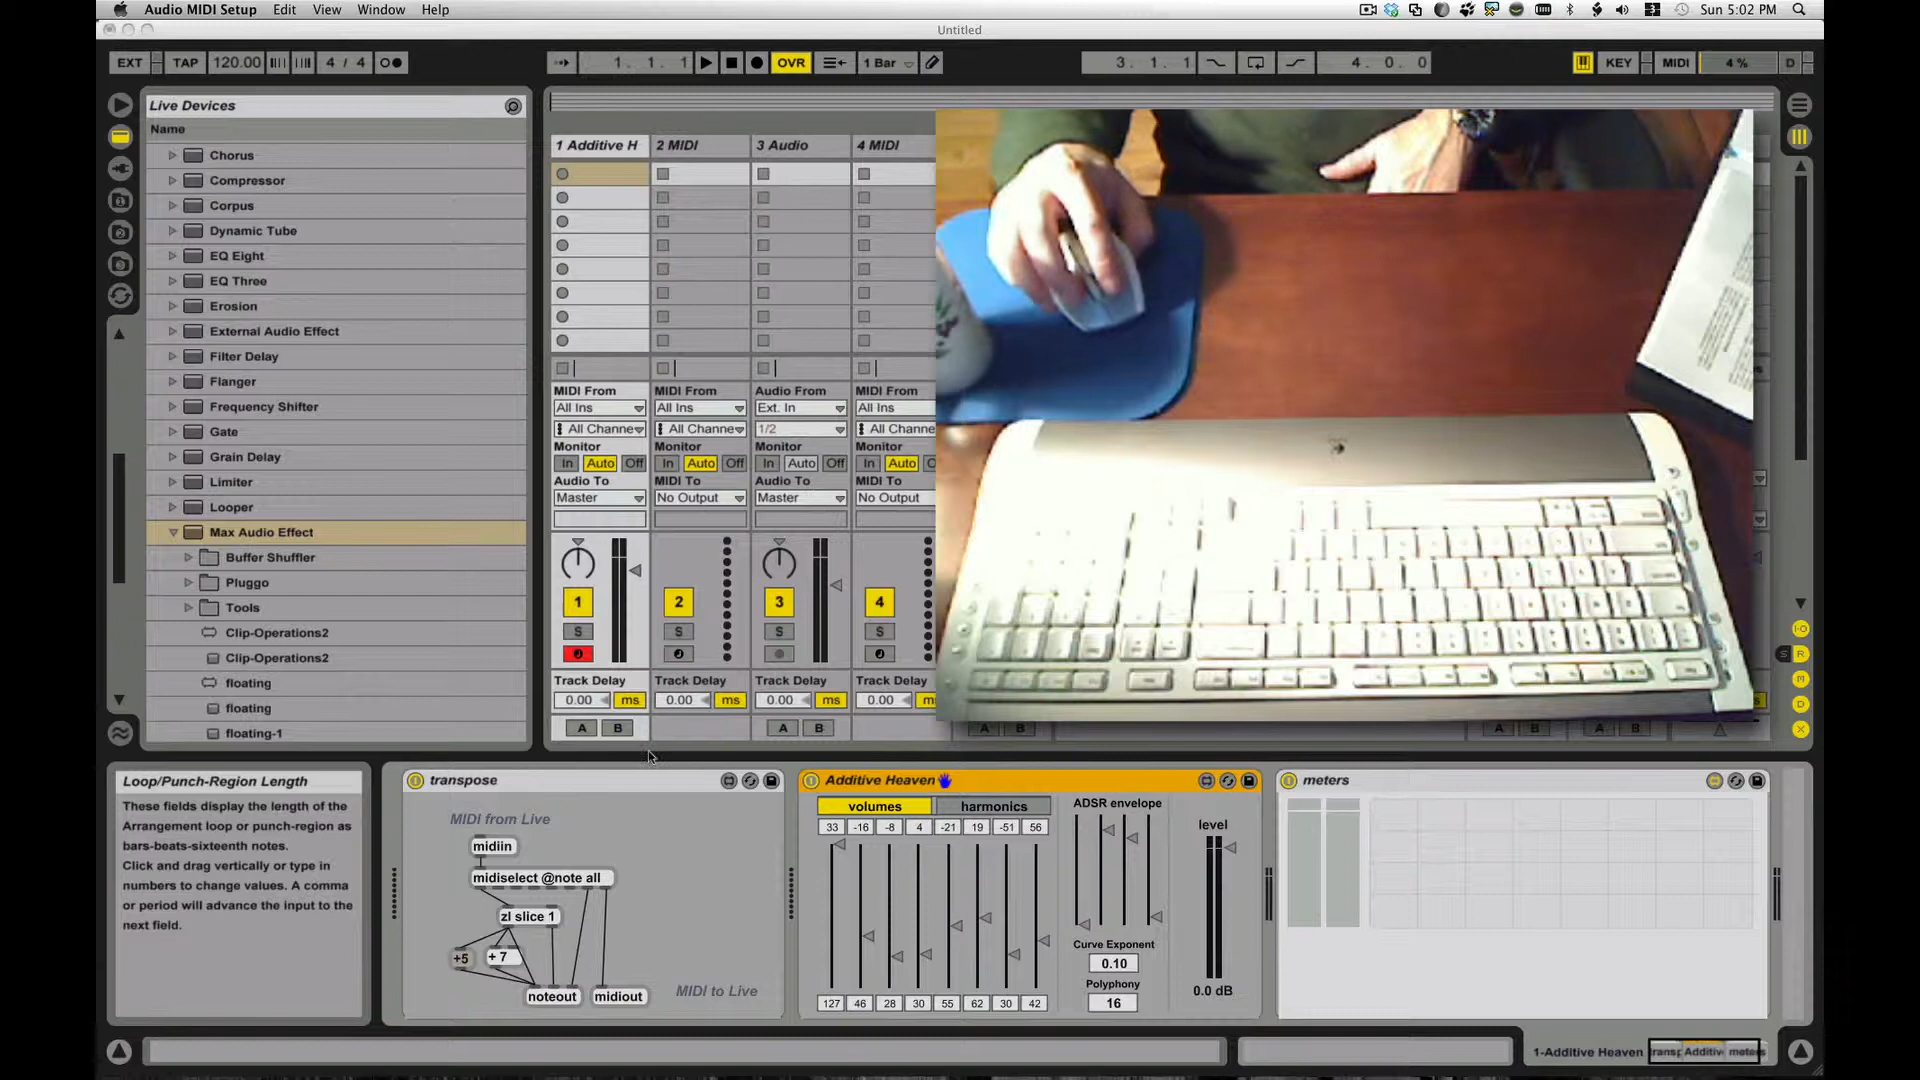 Audio MIDI Setup Edit View Window Help
Sun 5:02 PM
Untitled
EXT TAP 120.00 4 / 4 1. 1. 1 OVR 1 Bar 3. 1. 1 4. 0. 0 KEY MIDI 4 % D
Live Devices
Name
Chorus
Compressor
Corpus
Dynamic Tube
EQ Eight
EQ Three
Erosion
External Audio Effect
Filter Delay
Flanger
Frequency Shifter
Gate
Grain Delay
Limiter
Looper
Max Audio Effect
Buffer Shuffler
Pluggo
Tools
Clip-Operations2
Clip-Operations2
floating
floating
floating-1
1 Additive H 2 MIDI 3 Audio 4 MIDI
MIDI From MIDI From Audio From MIDI From
All Ins All Ins Ext. In All Ins
All Channe All Channe 1/2 All Channe
Monitor Monitor Monitor Monitor
In Auto Off In Auto Off In Auto Off In Auto
Audio To MIDI To Audio To MIDI To
Master No Output Master No Output
1 2 3 4
S S S S
Track Delay Track Delay Track Delay Track Delay
0.00 ms 0.00 ms 0.00 ms 0.00
A B A B A B A B A B
I·O
S R
M
D
X
Loop/Punch-Region Length
These fields display the length of the
Arrangement loop or punch-region as
bars-beats-sixteenth notes.
Click and drag vertically or type in
numbers to change values. A comma
or period will advance the input to the
next field.
transpose
MIDI from Live
midiin
midiselect @note all
zl slice 1
+5 + 7
noteout midiout
MIDI to Live
Additive Heaven
volumes harmonics
33 -16 -8 4 -21 19 -51 56
127 46 28 30 55 62 30 42
ADSR envelope
Curve Exponent
0.10
Polyphony
16
level
0.0 dB
meters
1-Additive Heaven